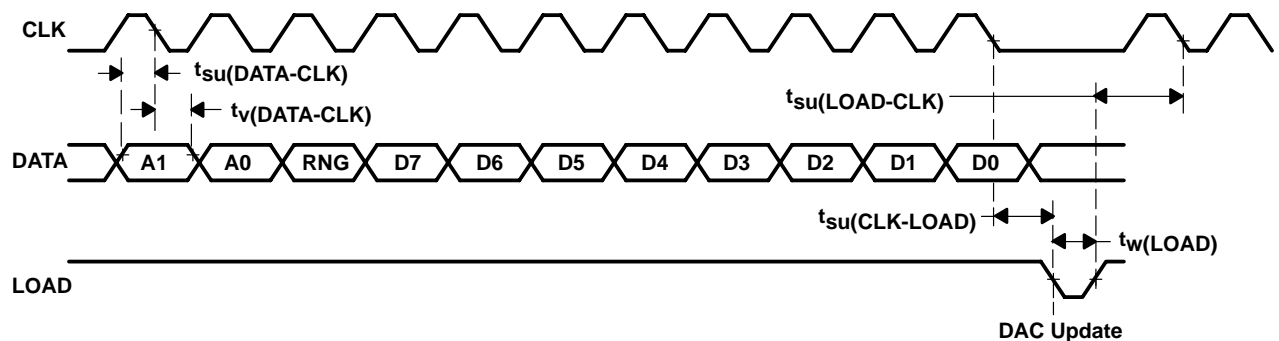 CLK
tsu(DATA-CLK)
tv(DATA-CLK)
tsu(LOAD-CLK)
DATA A1 A0 RNG D7 D6 D5 D4 D3 D2 D1 D0
tsu(CLK-LOAD)
tw(LOAD)
LOAD
DAC Update